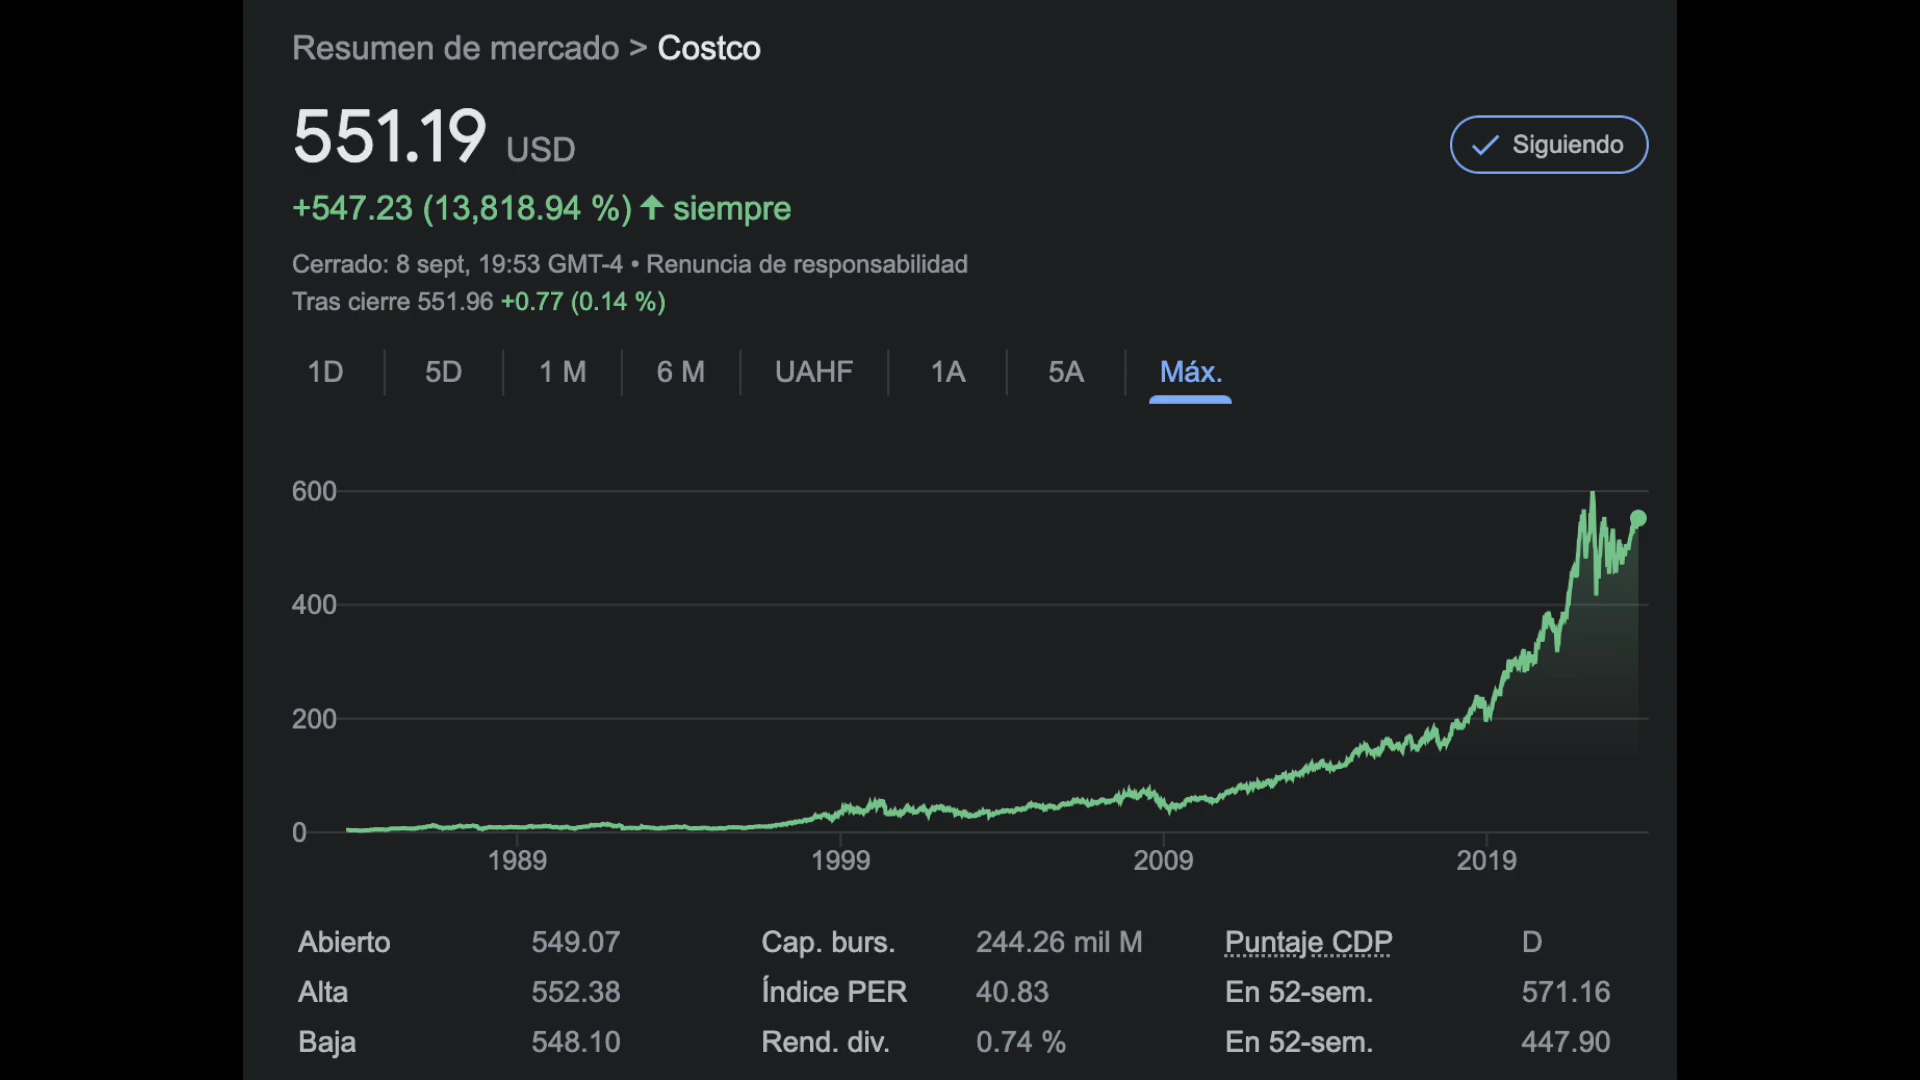 Resumen de mercado > Costco
551.19 USD
Siguiendo
+547.23 (13,818.94 %) ↑ siempre
Cerrado: 8 sept, 19:53 GMT-4 • Renuncia de responsabilidad
Tras cierre 551.96 +0.77 (0.14 %)
1D 5D 1 M 6 M UAHF 1A 5A Máx.
600
400
200
0
1989 1999 2009 2019
Abierto 549.07 Cap. burs. 244.26 mil M Puntaje CDP D
Alta 552.38 Índice PER 40.83 En 52-sem. 571.16
Baja 548.10 Rend. div. 0.74 % En 52-sem. 447.90